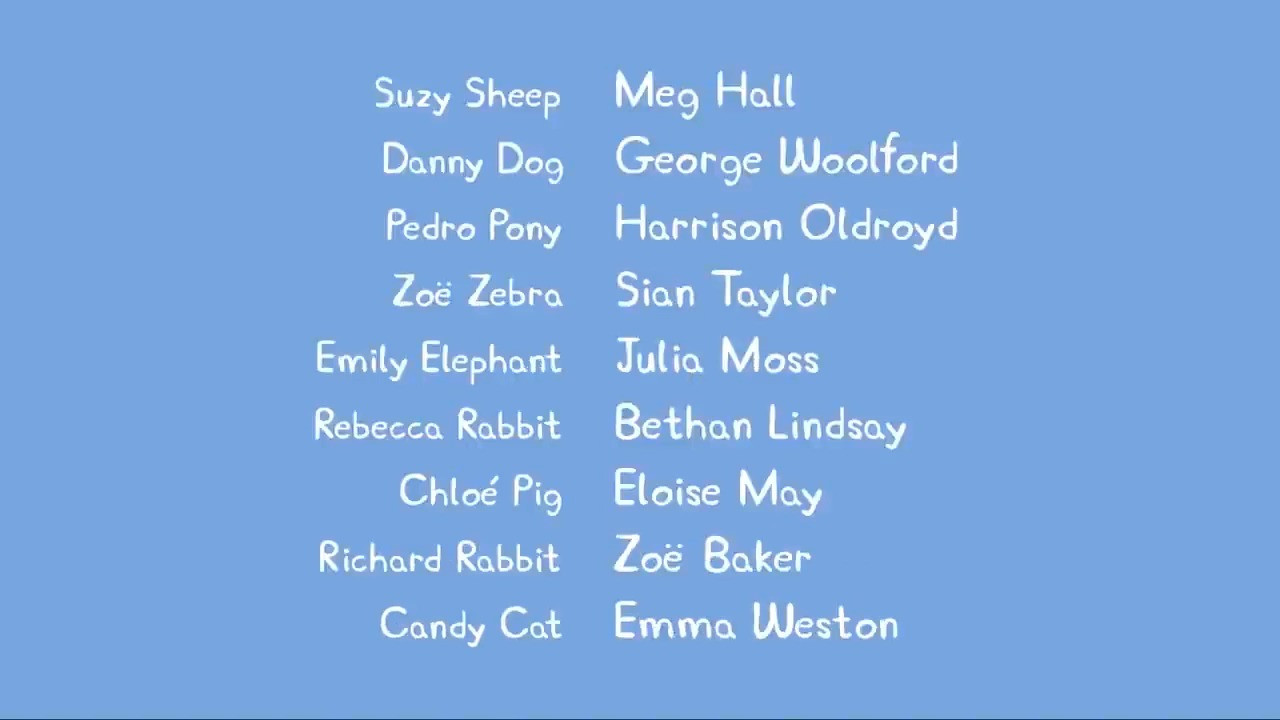 Suzy Sheep Meg Hall
Danny Dog George Woolford
Pedro Pony Harrison Oldroyd
Zoë Zebra Sian Taylor
Emily Elephant Julia Moss
Rebecca Rabbit Bethan Lindsay
Chloé Pig Eloise May
Richard Rabbit Zoë Baker
Candy Cat Emma Weston